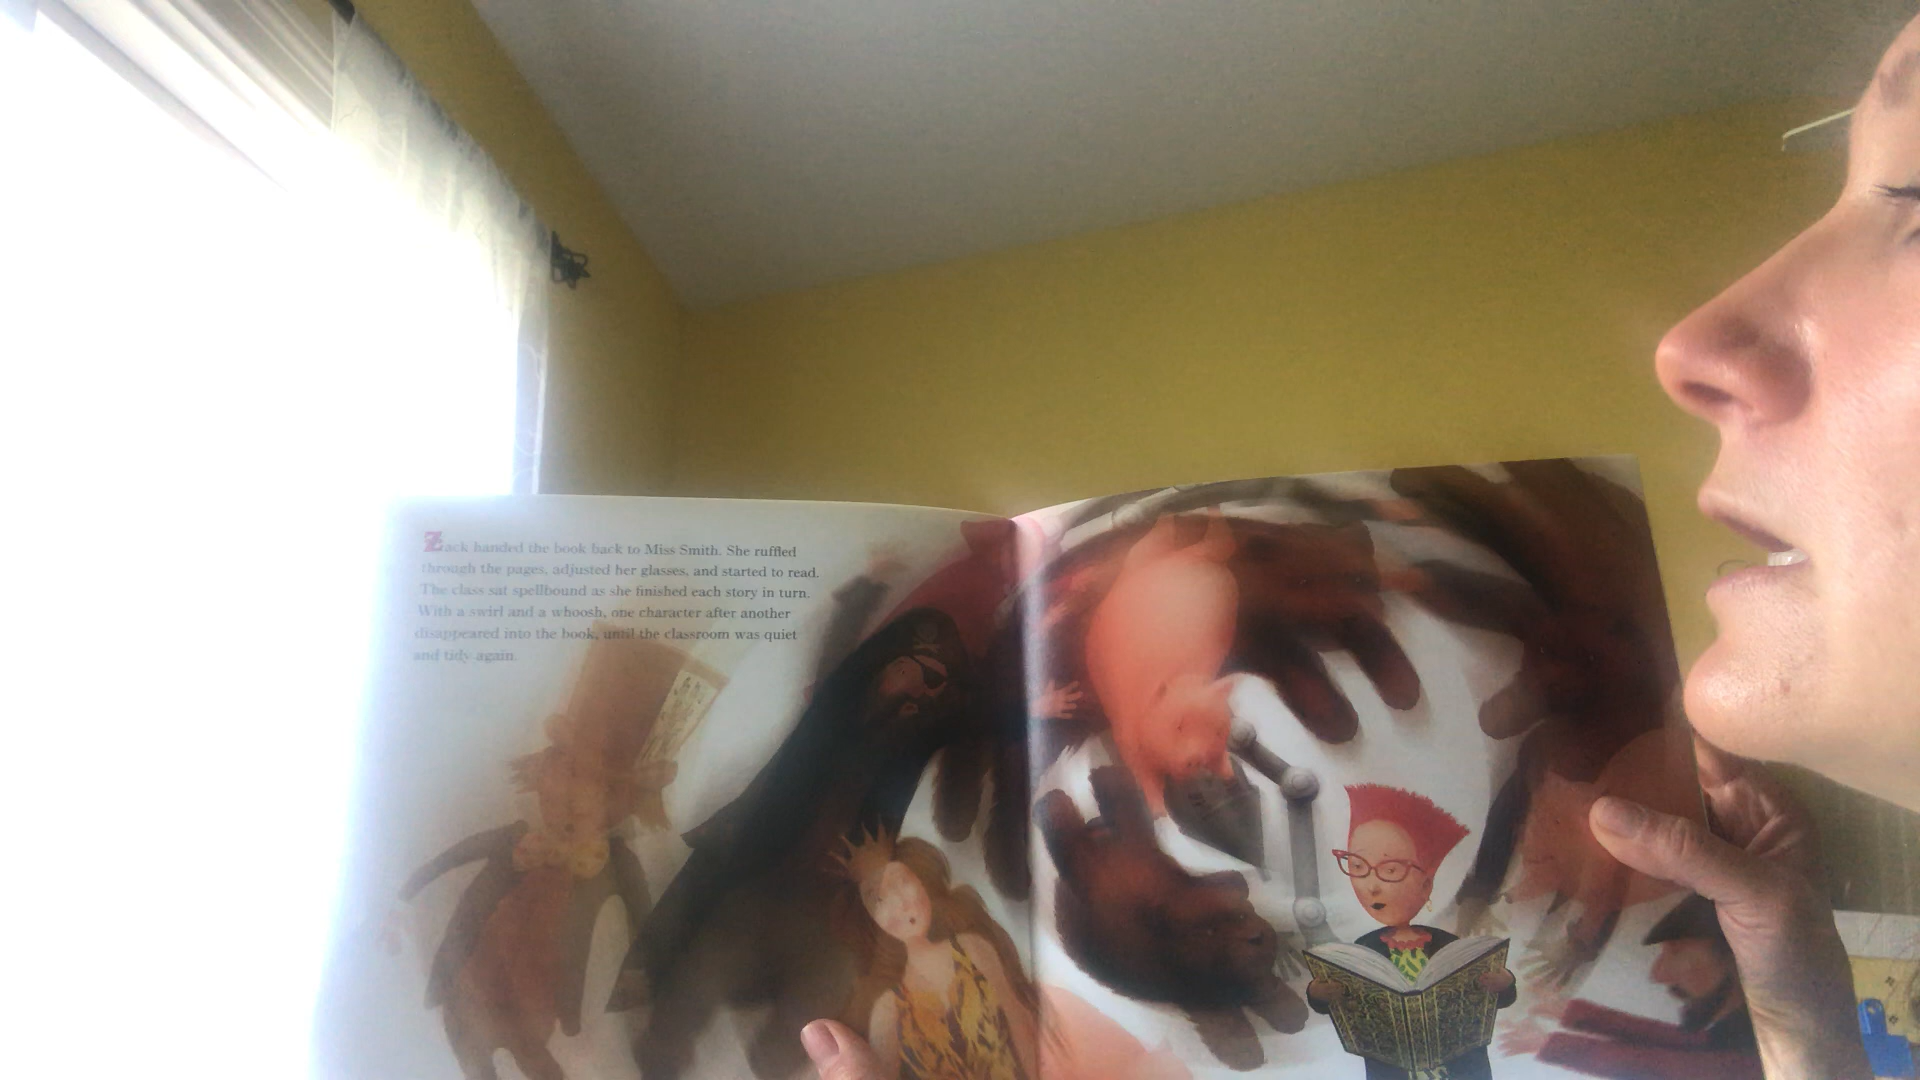 Zack handed the book back to Miss Smith. She ruffled
through the pages, adjusted her glasses, and started to read.
The class sat spellbound as she finished each story in turn.
With a swirl and a whoosh, one character after another
disappeared into the book, until the classroom was quiet
and tidy again.